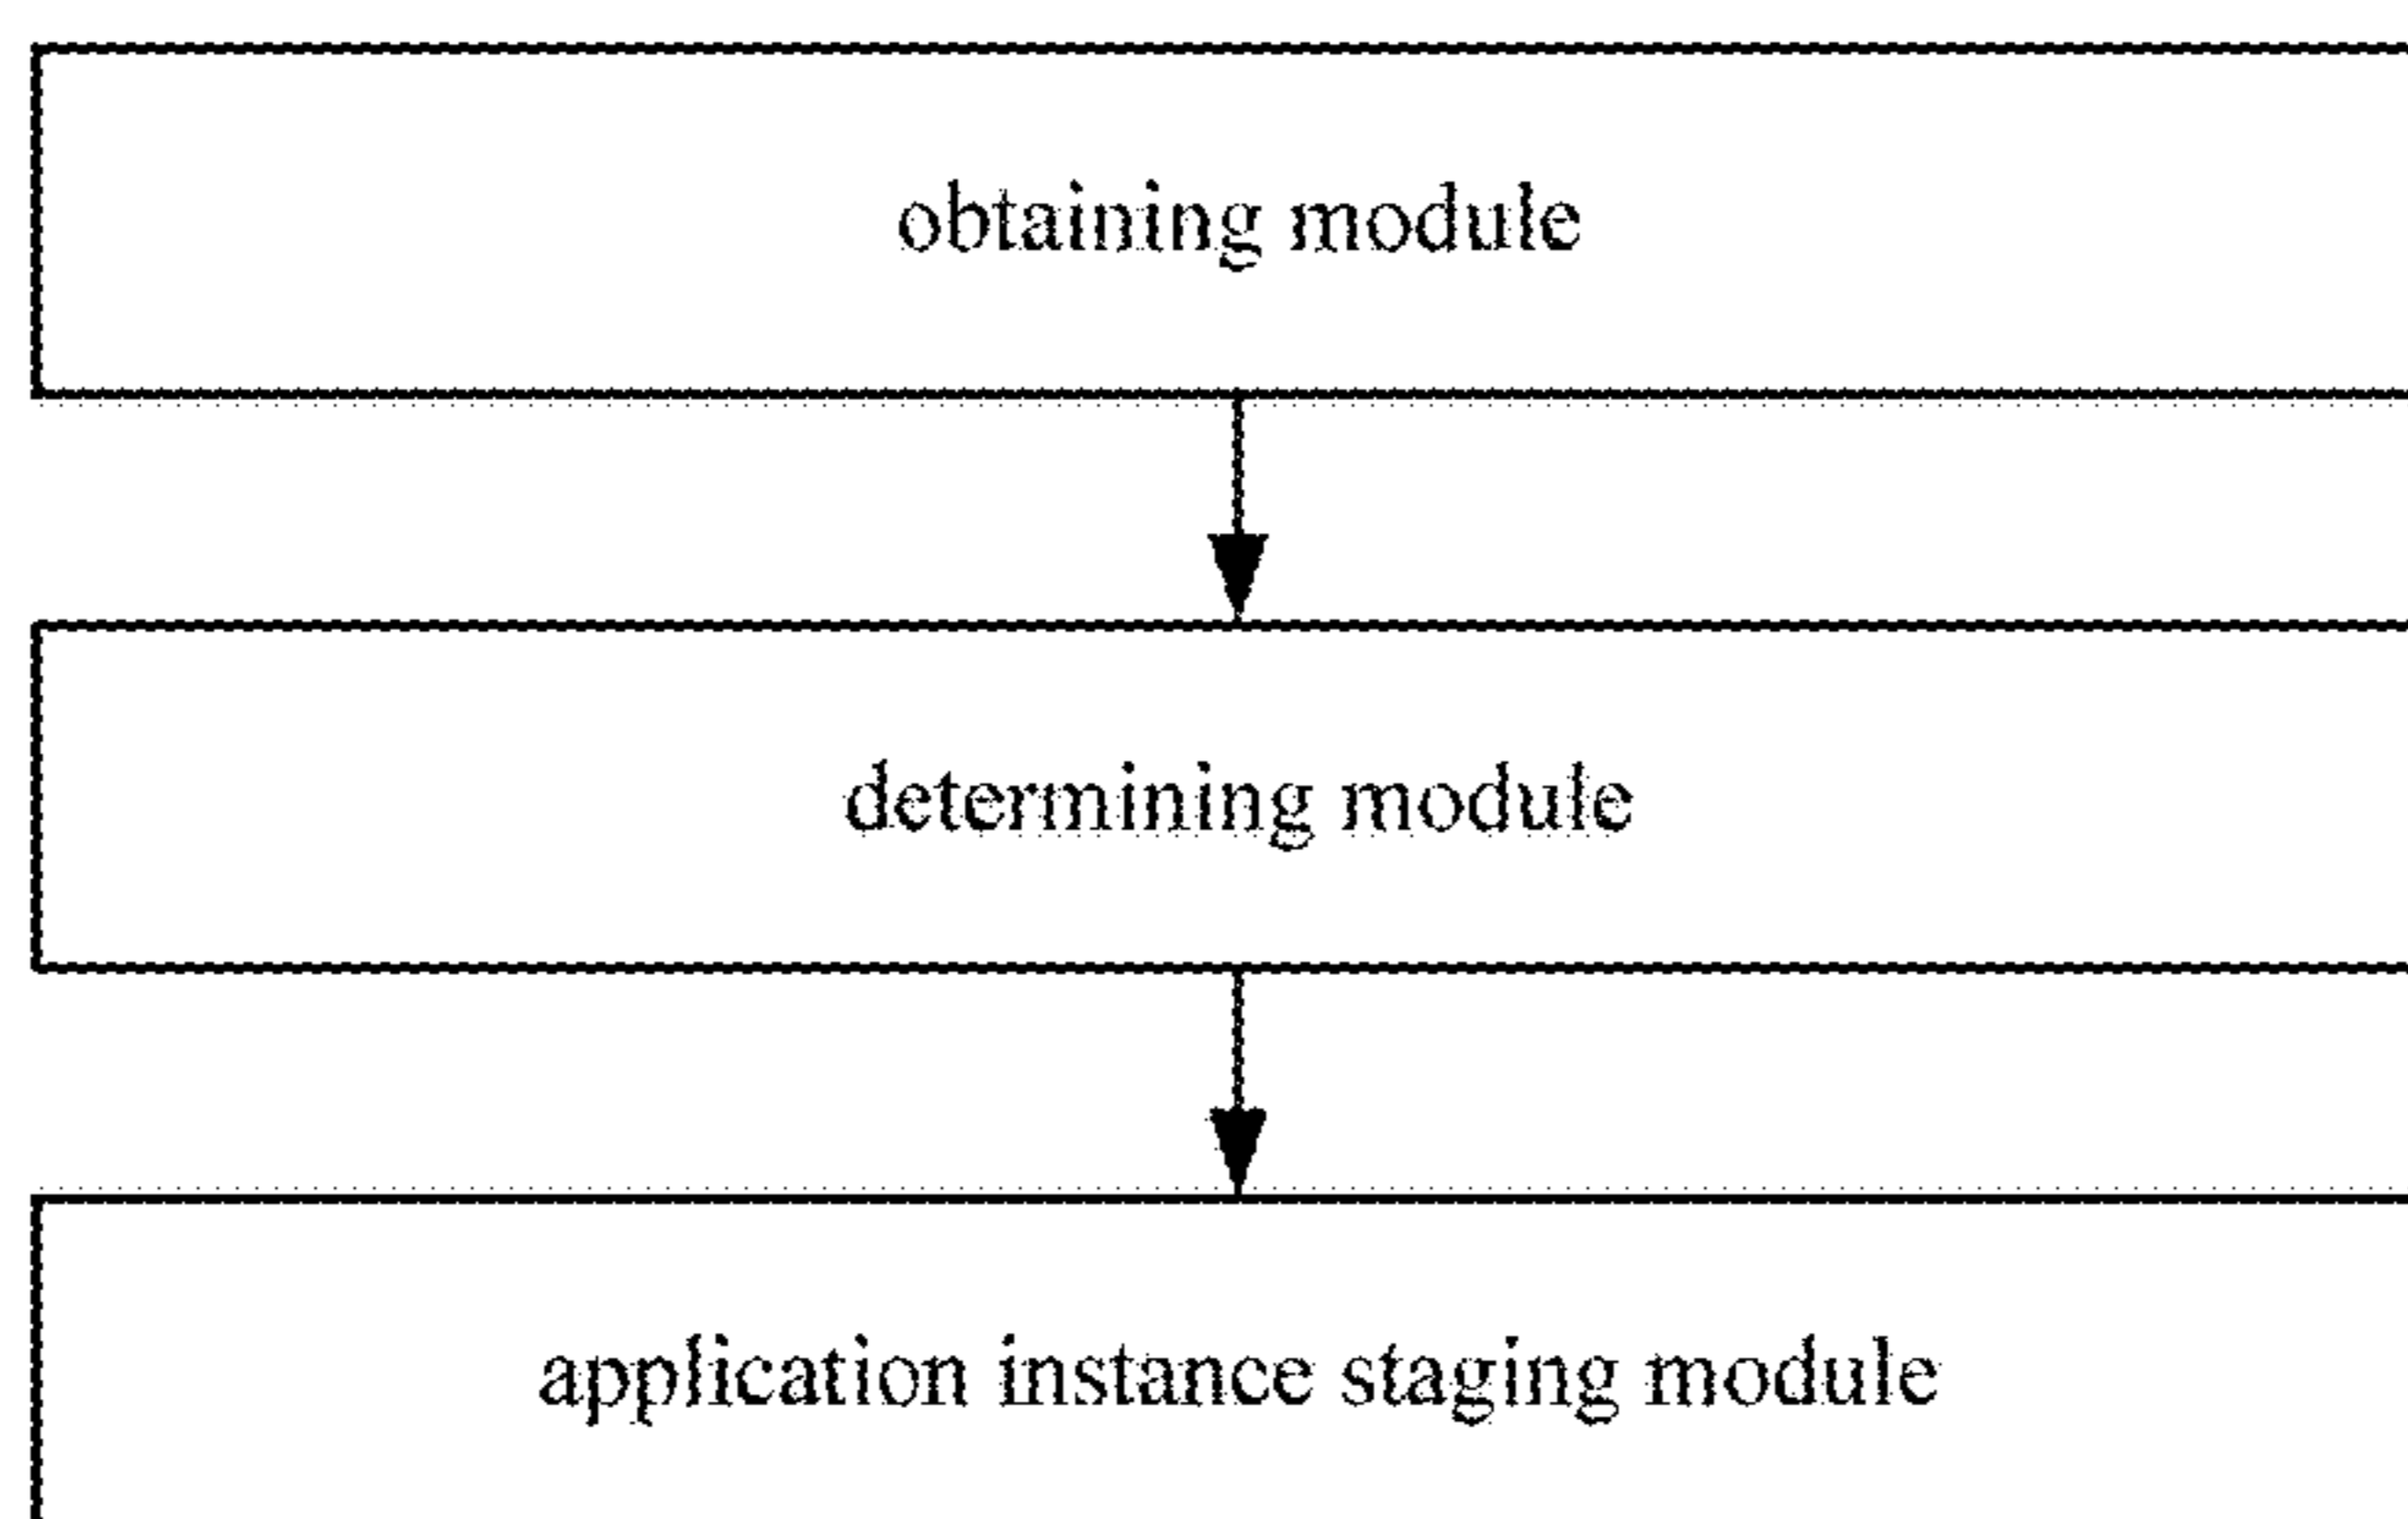 obtaining module
determining module
application instance staging module